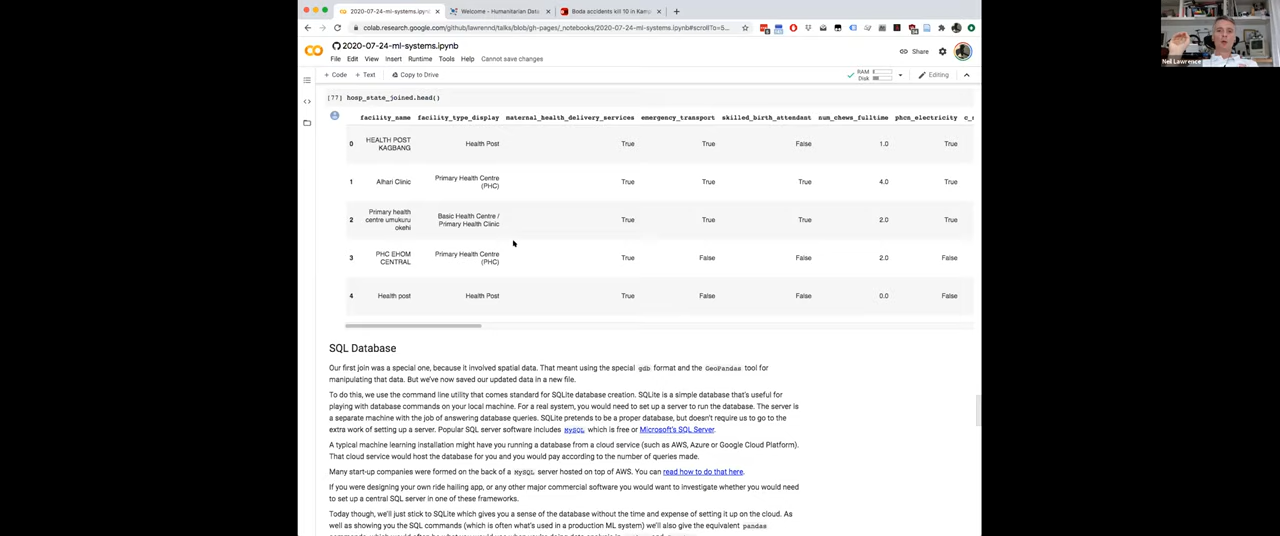 2020-07-24-ml-systems.ipynb
Welcome - Humanitarian Data
Boda accidents kill 10 in Kam
colab.research.google.com/github/lawrennd/talks/blob/gh-pages/_notebooks/2020-07-24-ml-systems.ipynb#scrollTo=5...
2020-07-24-ml-systems.ipynb
File Edit View Insert Runtime Tools Help Cannot save changes
Share
+ Code + Text Copy to Drive
RAM
Disk
Editing
Neil Lawrence
[77] hosp_state_joined.head()
facility_name facility_type_display maternal_health_delivery_services emergency_transport skilled_birth_attendant num_chews_fulltime phcn_electricity c_
0 HEALTH POST KAGBANG Health Post True True False 1.0 True
1 Alhari Clinic Primary Health Centre (PHC) True True True 4.0 True
2 Primary health centre umukuru okehi Basic Health Centre / Primary Health Clinic True True True 2.0 True
3 PHC EHOM CENTRAL Primary Health Centre (PHC) True False False 2.0 False
4 Health post Health Post True False False 0.0 False
SQL Database
Our first join was a special one, because it involved spatial data. That meant using the special gdb format and the GeoPandas tool for
manipulating that data. But we've now saved our updated data in a new file.
To do this, we use the command line utility that comes standard for SQLite database creation. SQLite is a simple database that's useful for
playing with database commands on your local machine. For a real system, you would need to set up a server to run the database. The server is
a separate machine with the job of answering database queries. SQLite pretends to be a proper database, but doesn't require us to go to the
extra work of setting up a server. Popular SQL server software includes MySQL which is free or Microsoft's SQL Server.
A typical machine learning installation might have you running a database from a cloud service (such as AWS, Azure or Google Cloud Platform).
That cloud service would host the database for you and you would pay according to the number of queries made.
Many start-up companies were formed on the back of a MySQL server hosted on top of AWS. You can read how to do that here.
If you were designing your own ride hailing app, or any other major commercial software you would want to investigate whether you would need
to set up a central SQL server in one of these frameworks.
Today though, we'll just stick to SQLite which gives you a sense of the database without the time and expense of setting it up on the cloud. As
well as showing you the SQL commands (which is often what's used in a production ML system) we'll also give the equivalent pandas